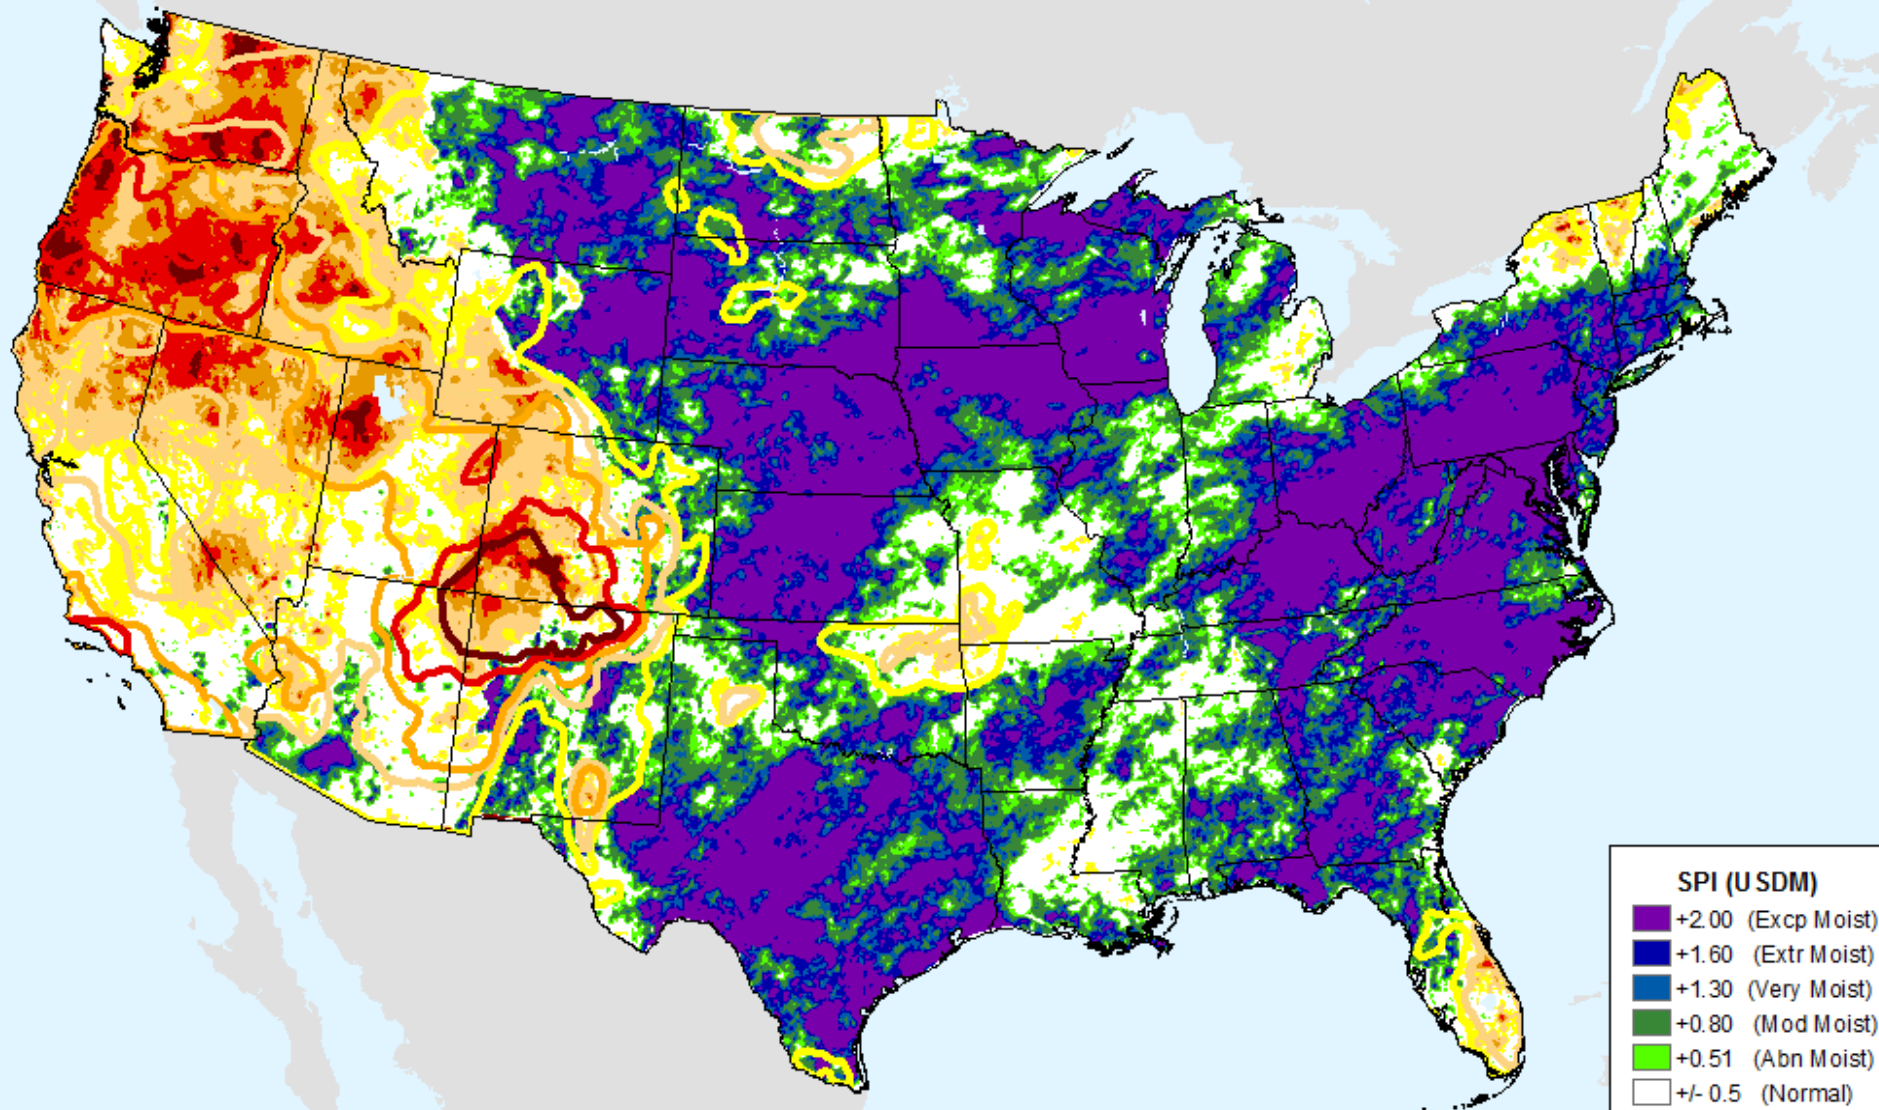 SPI (USDM)
+2.00 (Excp Moist)
+1.60 (Extr Moist)
+1.30 (Very Moist)
+0.80 (Mod Moist)
+0.51 (Abn Moist)
+/- 0.5 (Normal)